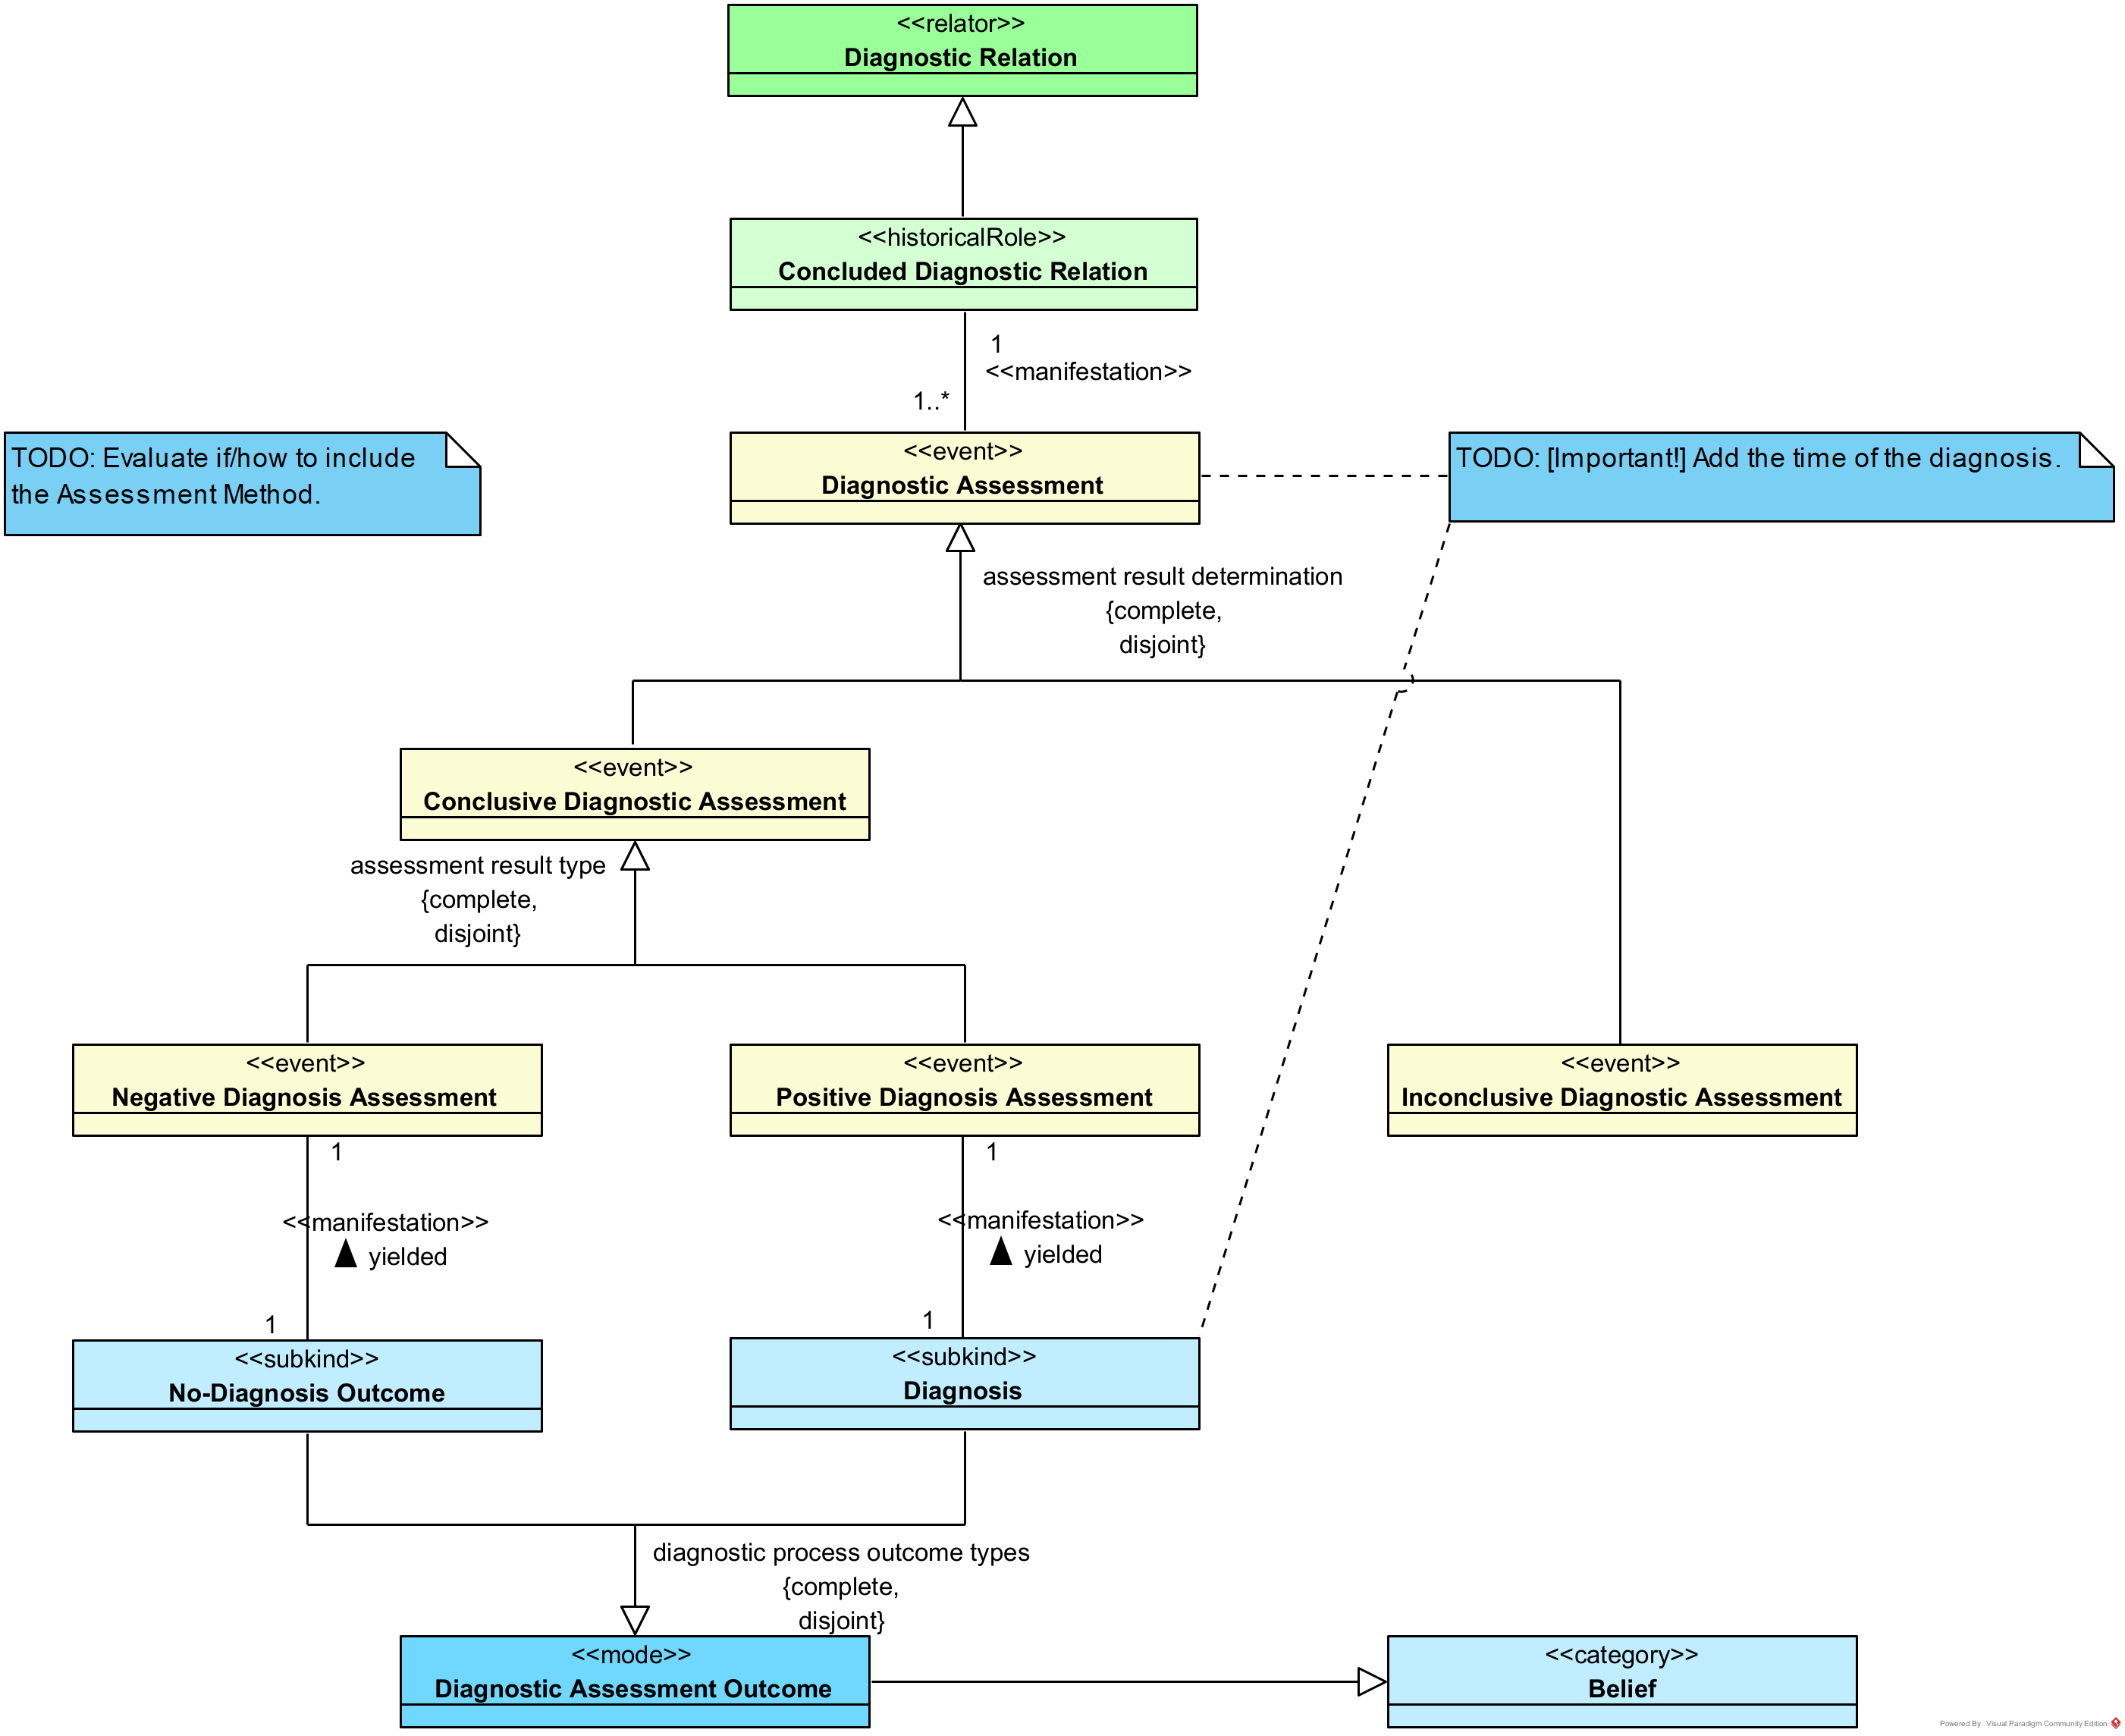 <<relator>>
Diagnostic Relation
<<historicalRole>>
Concluded Diagnostic Relation
1
<<manifestation>>
1..*
TODO: Evaluate if/how to include
the Assessment Method.
<<event>>
Diagnostic Assessment
TODO: [Important!] Add the time of the diagnosis.
assessment result determination
{complete,
disjoint}
<<event>>
Conclusive Diagnostic Assessment
assessment result type
{complete,
disjoint}
<<event>>
Negative Diagnosis Assessment
<<event>>
Positive Diagnosis Assessment
<<event>>
Inconclusive Diagnostic Assessment
1
<<manifestation>>
yielded
1
1
<<manifestation>>
yielded
1
<<subkind>>
No-Diagnosis Outcome
<<subkind>>
Diagnosis
diagnostic process outcome types
{complete,
disjoint}
<<mode>>
Diagnostic Assessment Outcome
<<category>>
Belief
Powered By: Visual Paradigm Community Edition